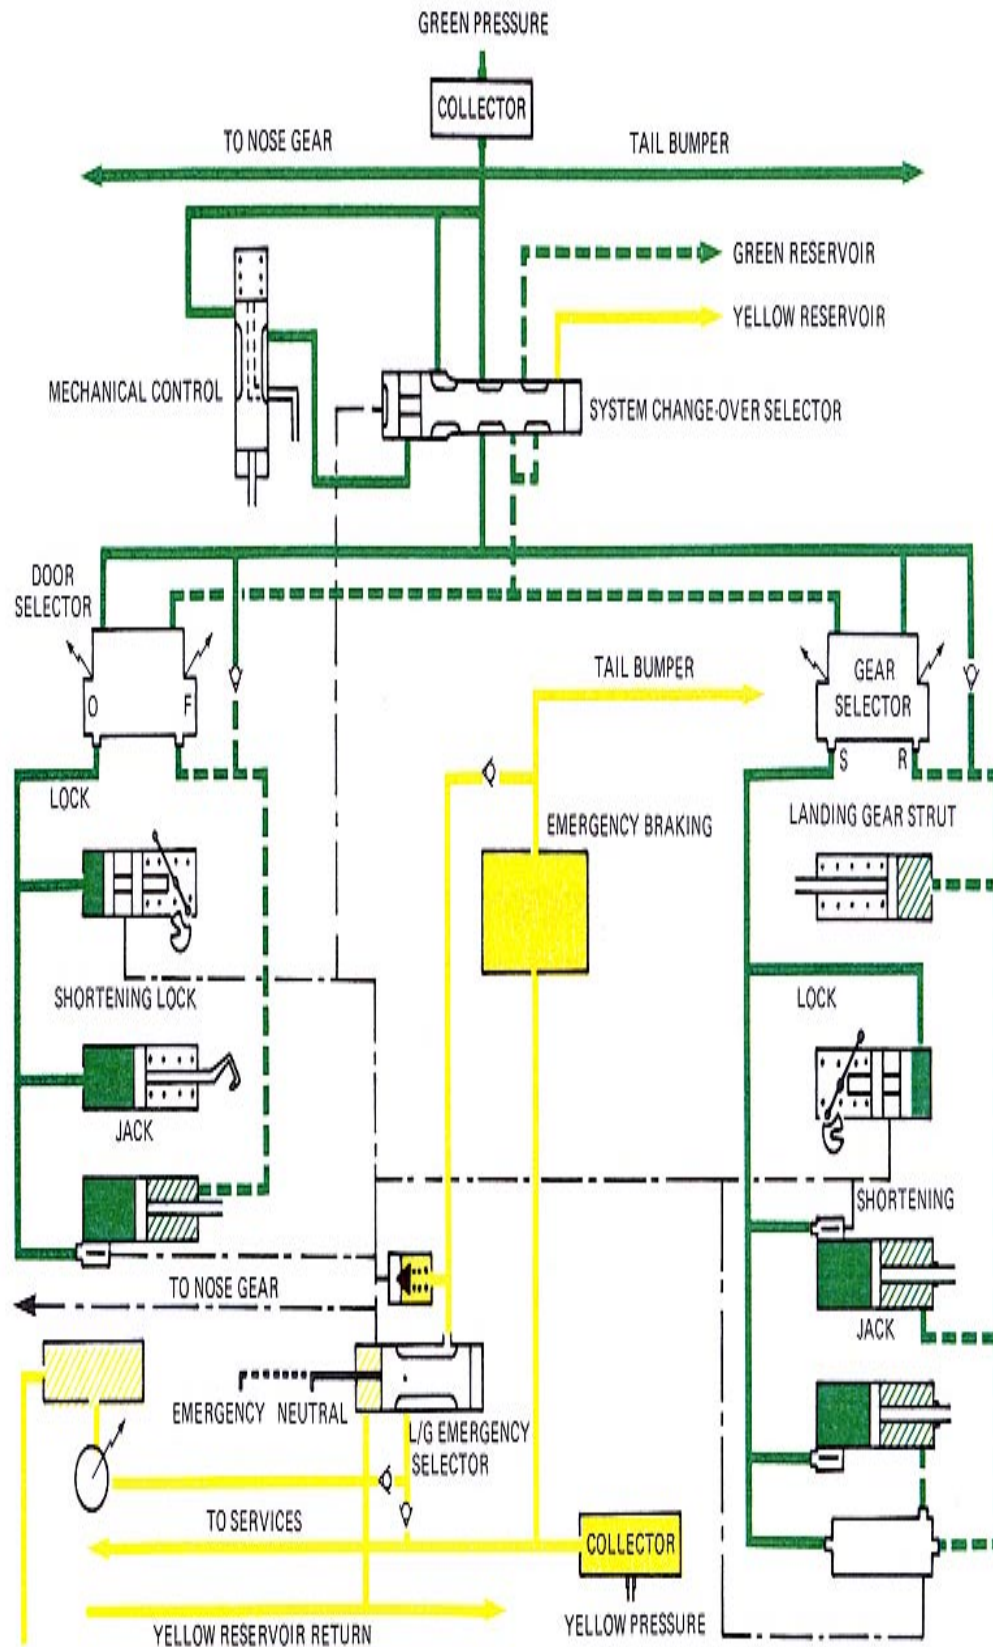 GREEN PRESSURE
COLLECTOR
TO NOSE GEAR
TAIL BUMPER
GREEN RESERVOIR
YELLOW RESERVOIR
MECHANICAL CONTROL
SYSTEM CHANGE-OVER SELECTOR
DOOR
SELECTOR
O
F
TAIL BUMPER
GEAR
SELECTOR
S
R
LOCK
EMERGENCY BRAKING
LANDING GEAR STRUT
SHORTENING LOCK
LOCK
JACK
SHORTENING
TO NOSE GEAR
JACK
EMERGENCY
NEUTRAL
L/G EMERGENCY
SELECTOR
TO SERVICES
COLLECTOR
YELLOW PRESSURE
YELLOW RESERVOIR RETURN